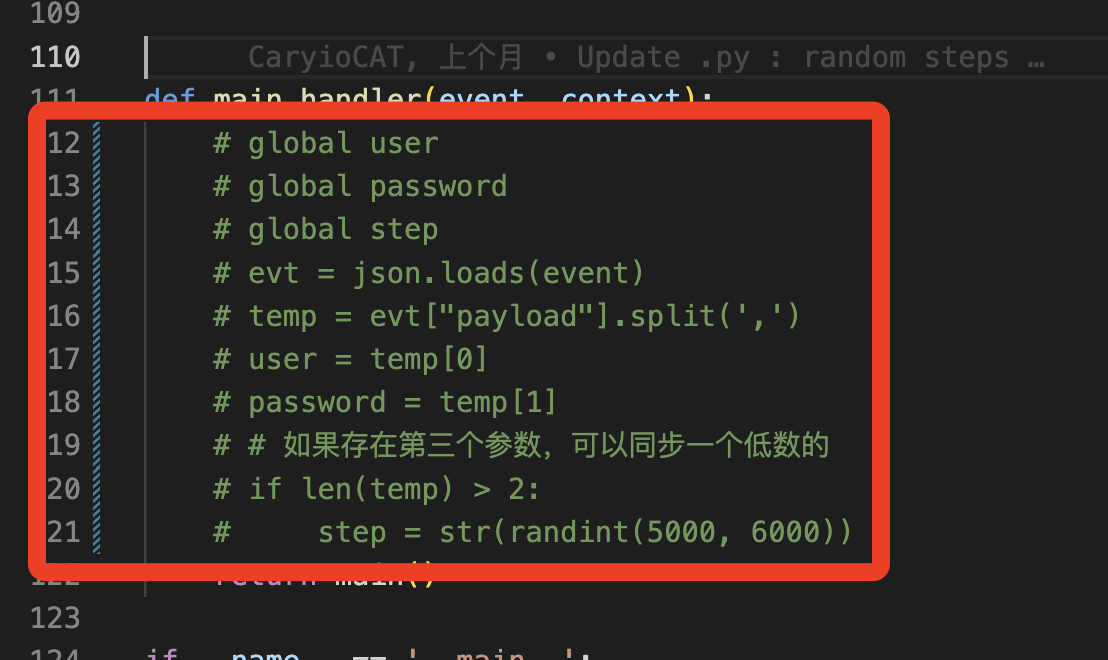 109
110 CaryioCAT, 上个月 • Update .py : random steps …
111 def main_handler(event, context):
12 # global user
13 # global password
14 # global step
15 # evt = json.loads(event)
16 # temp = evt["payload"].split(',')
17 # user = temp[0]
18 # password = temp[1]
19 # # 如果存在第三个参数，可以同步一个低数的
20 # if len(temp) > 2:
21 #     step = str(randint(5000, 6000))
122 return main()
123
124 if __name__ == '__main__':